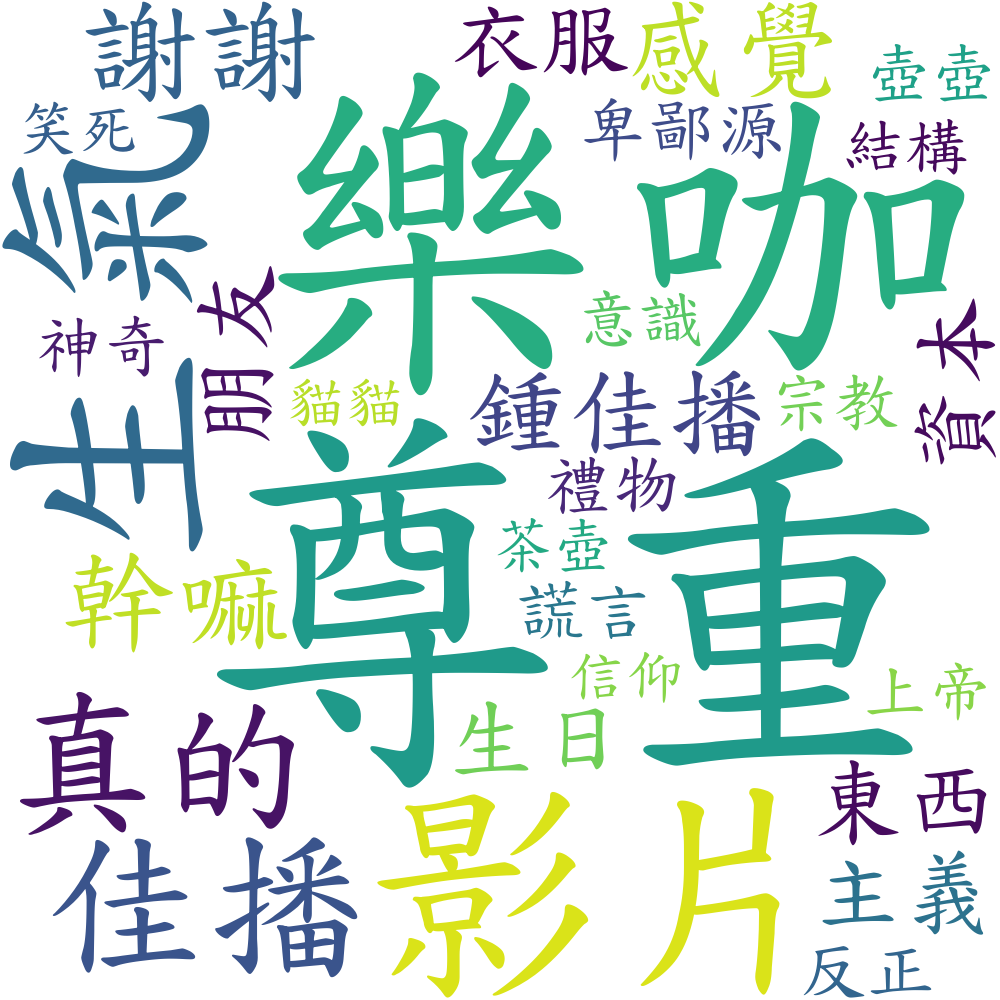 謝謝
衣服
感覺
壺壺
笑死
卑鄙源
結構
生氣
樂咖
朋友
神奇
意識
資本
貓貓
鍾佳播
宗教
禮物
尊重
茶壺
幹嘛
謊言
信仰
上帝
真的
生日
東西
佳播
影片
主義
反正